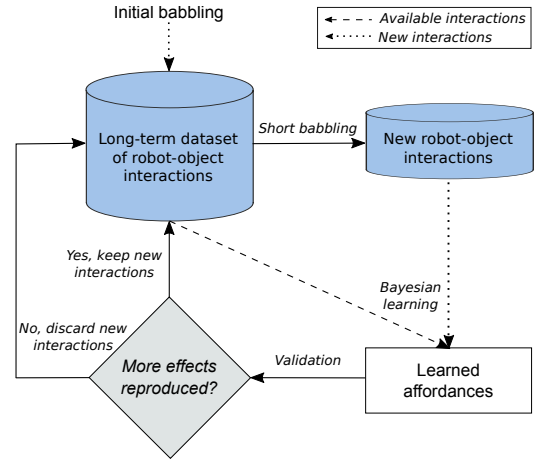 Initial babbling
Available interactions
New interactions
Long-term dataset
of robot-object
interactions
Short babbling
New robot-object
interactions
Yes, keep new
interactions
Bayesian
learning
No, discard new
interactions
More effects
reproduced?
Validation
Learned
affordances